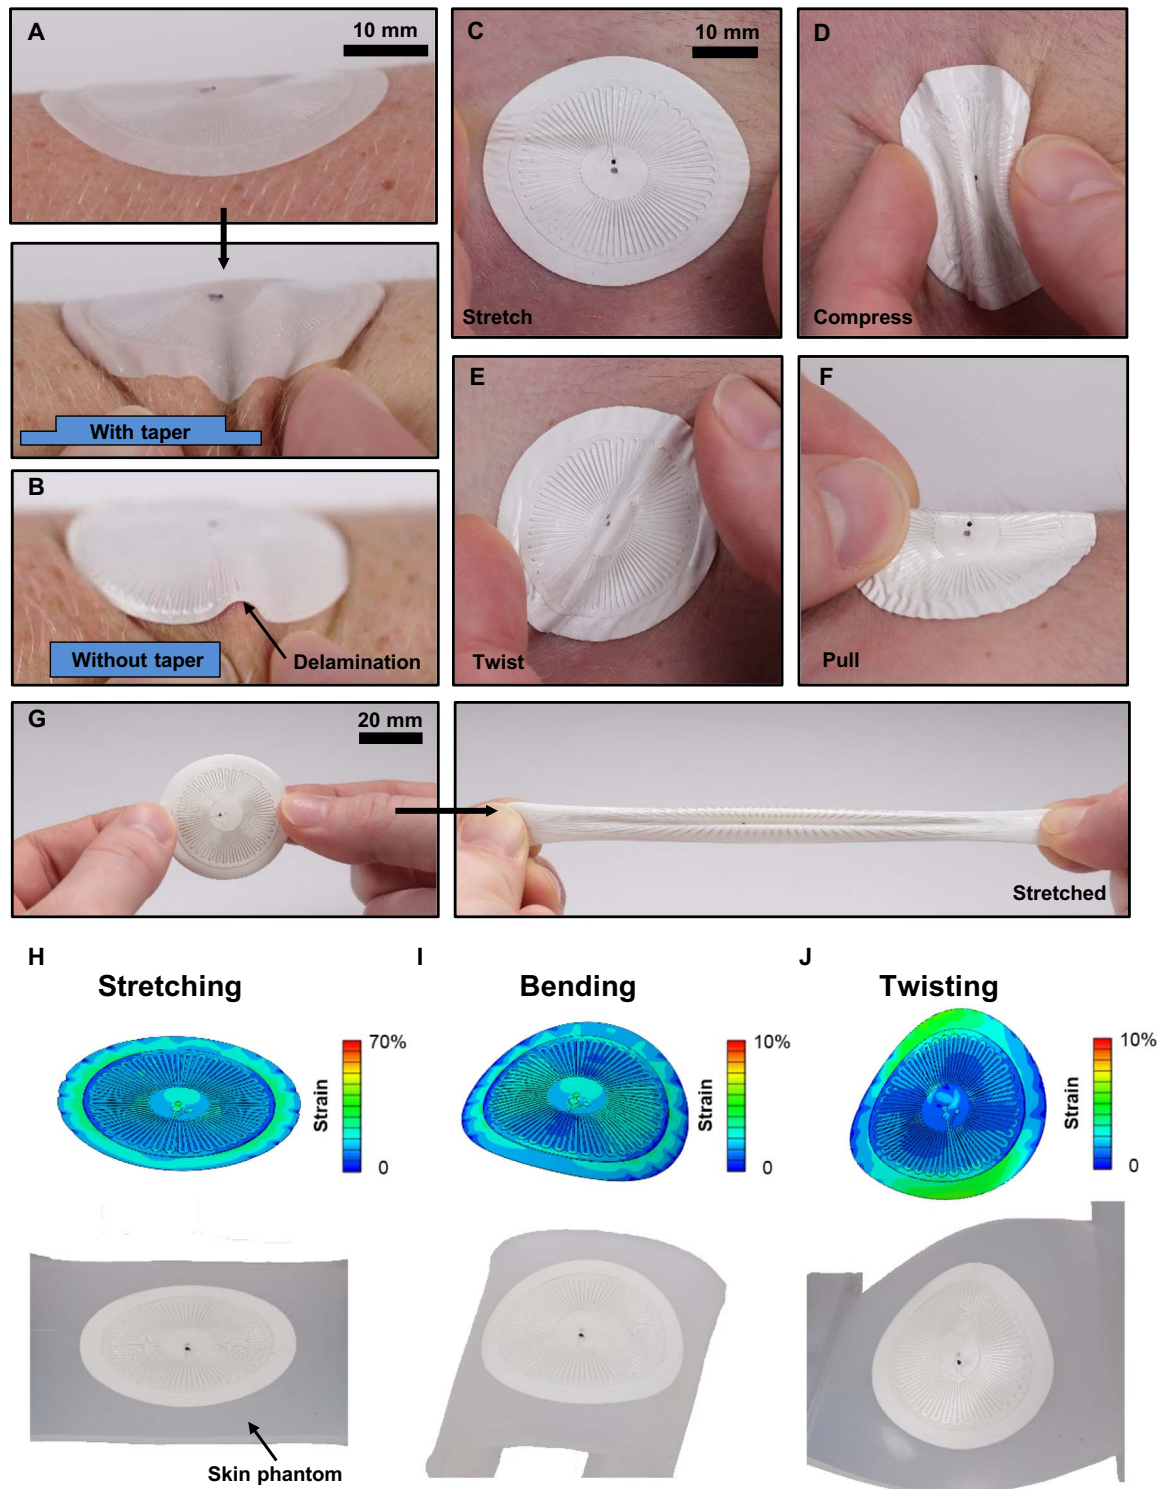 A
10 mm
With taper
B
Without taper
Delamination
C
10 mm
Stretch
D
Compress
E
Twist
F
Pull
G
20 mm
Stretched
H
Stretching
70%
Strain
0
I
Bending
10%
Strain
0
J
Twisting
10%
Strain
0
Skin phantom